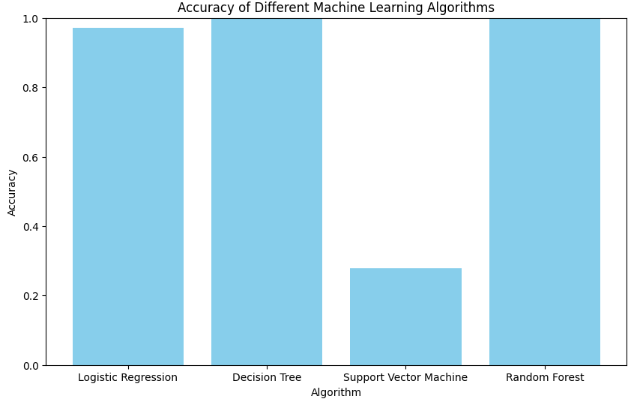 Accuracy of Different Machine Learning Algorithms
1.0
0.8
0.6
0.4
0.2
0.0
Accuracy
Logistic Regression Decision Tree Support Vector Machine Random Forest
Algorithm